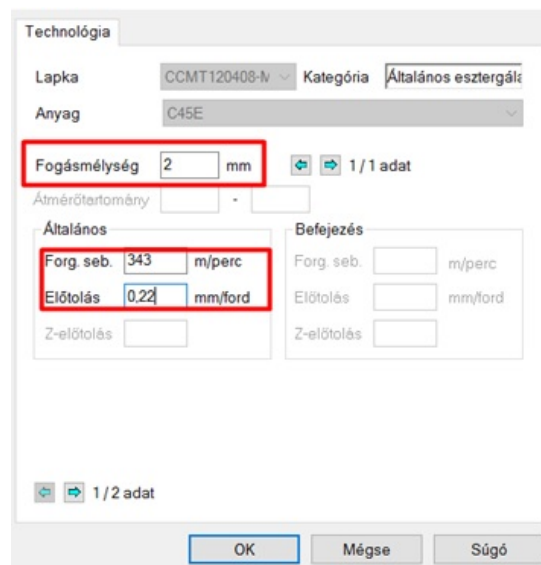 Technológia
Lapka CCMT120408-M Kategória Általános esztergála
Anyag C45E
Fogásmélység 2 mm 1 / 1 adat
Átmérőtartomány -
Általános Befejezés
Forg. seb. 343 m/perc Forg. seb. m/perc
Előtolás 0,22 mm/ford Előtolás mm/ford
Z-előtolás Z-előtolás
1 / 2 adat
OK Mégse Súgó